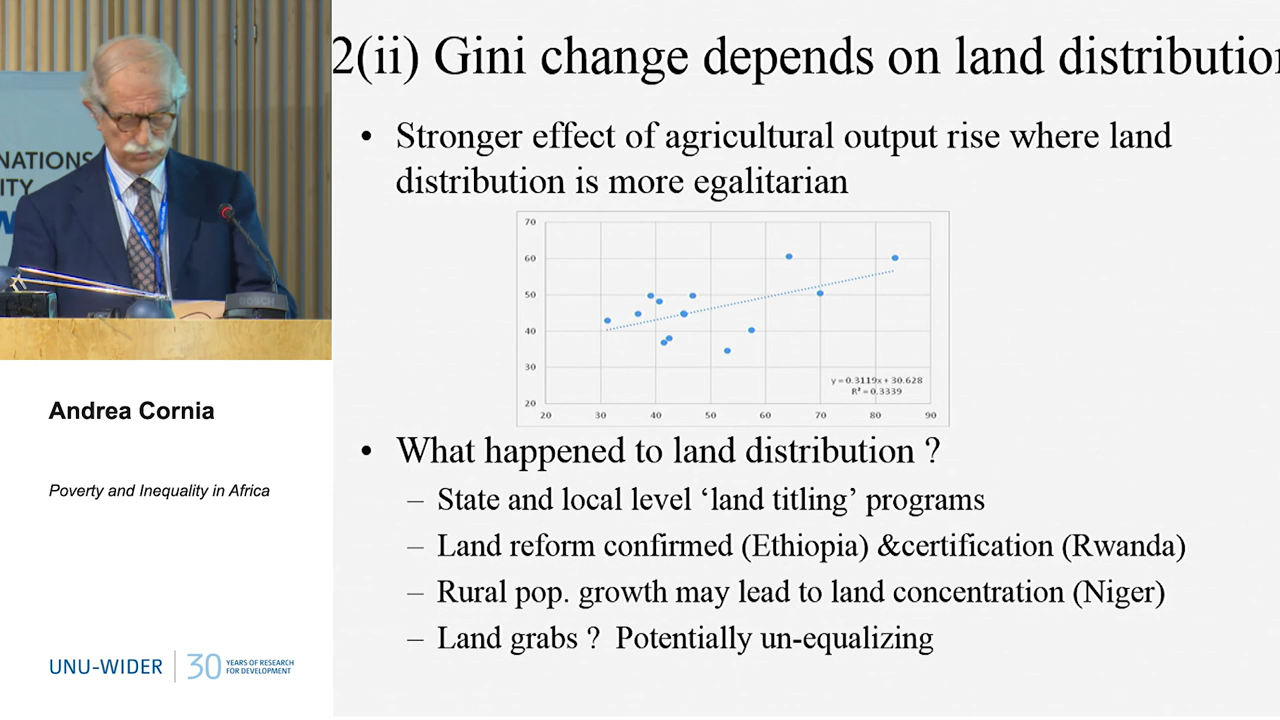 2(ii) Gini change depends on land distributio
• Stronger effect of agricultural output rise where land
distribution is more egalitarian
70
60
50
40
30
20
20 30 40 50 60 70 80 90
y = 0.3119x + 30.628
R² = 0.3339
• What happened to land distribution ?
– State and local level ‘land titling’ programs
– Land reform confirmed (Ethiopia) &certification (Rwanda)
– Rural pop. growth may lead to land concentration (Niger)
– Land grabs ? Potentially un-equalizing
NATIONS
ITY
W
BOSCH
Andrea Cornia
Poverty and Inequality in Africa
UNU-WIDER 30 YEARS OF RESEARCH
FOR DEVELOPMENT